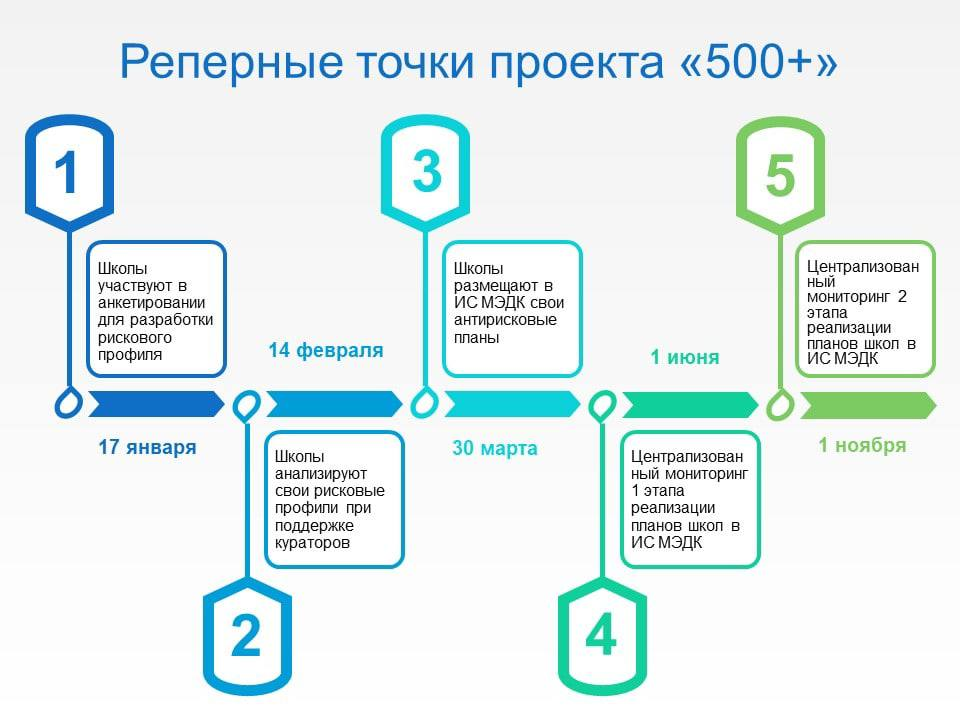 Реперные точки проекта «500+»
1
Школы
участвуют в
анкетировании
для разработки
рискового
профиля
17 января
2
14 февраля
Школы
анализируют
свои рисковые
профили при
поддержке
кураторов
3
Школы
размещают в
ИС МЭДК свои
антирисковые
планы
30 марта
4
1 июня
Централизован
ный мониторинг
1 этапа
реализации
планов школ в
ИС МЭДК
5
Централизован
ный
мониторинг 2
этапа
реализации
планов школ в
ИС МЭДК
1 ноября